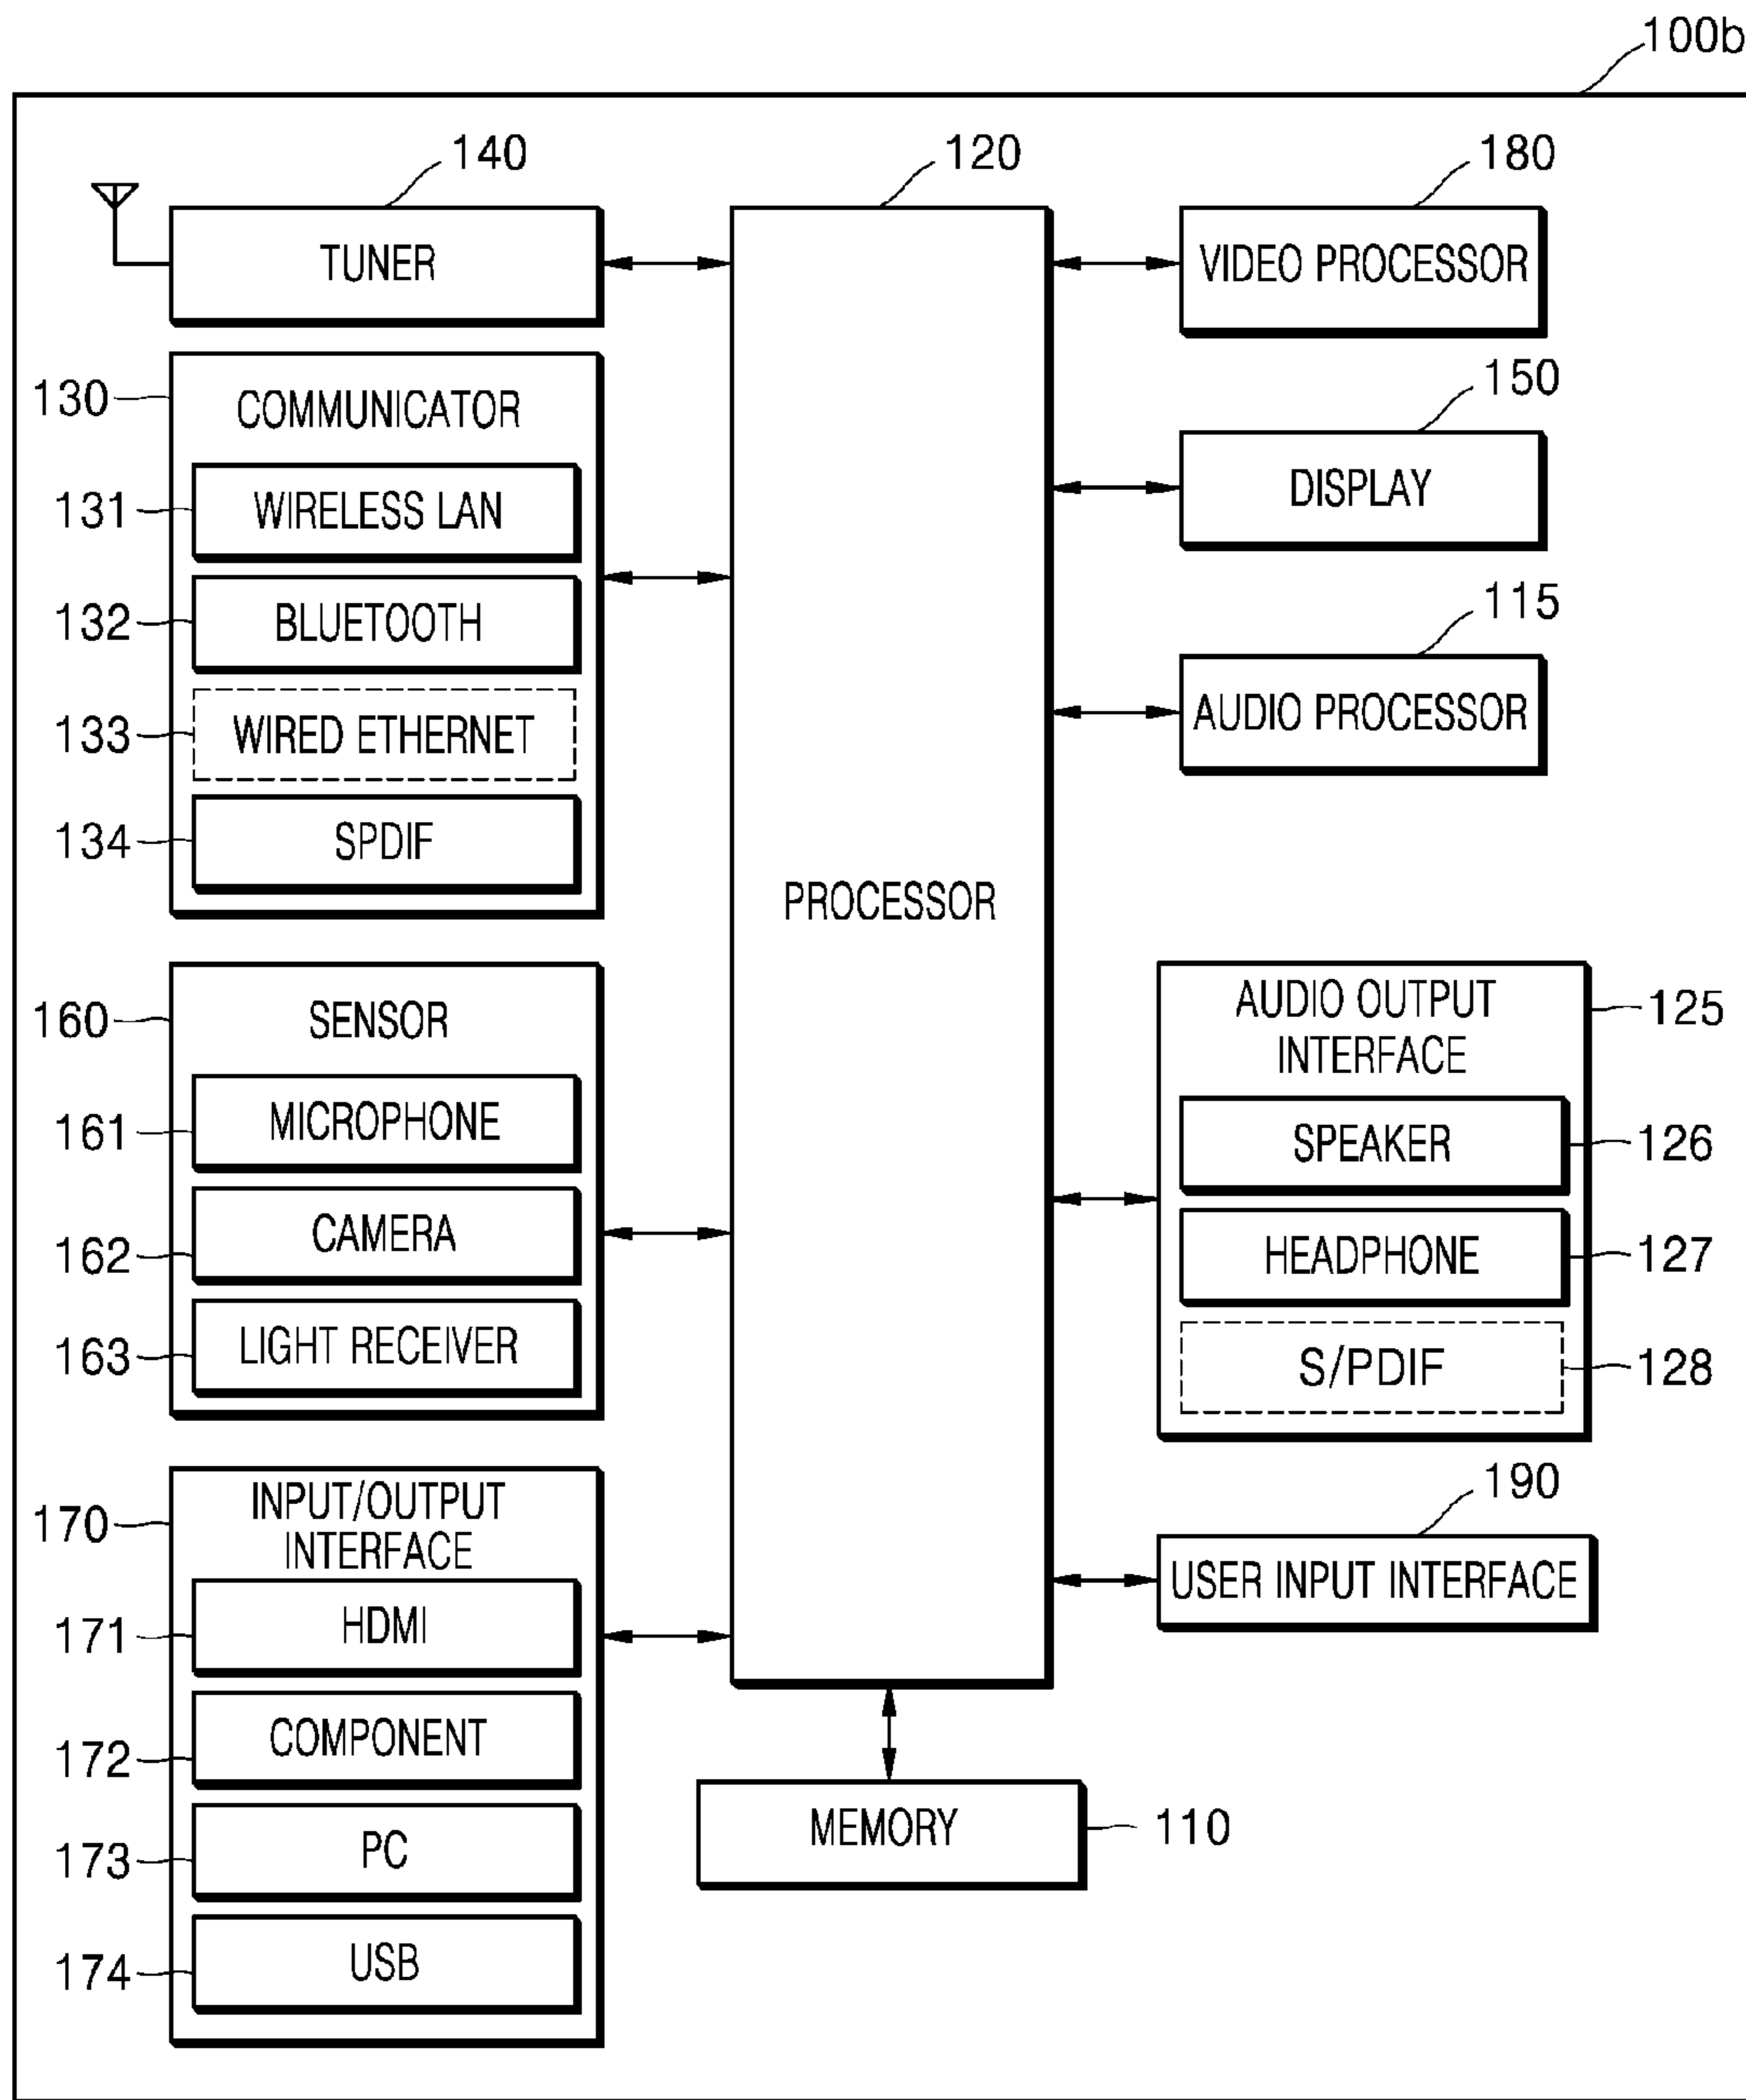 100b
140
120
180
TUNER
VIDEO PROCESSOR
130
COMMUNICATOR
131
WIRELESS LAN
132
BLUETOOTH
133
WIRED ETHERNET
134
SPDIF
150
DISPLAY
115
AUDIO PROCESSOR
PROCESSOR
160
SENSOR
161
MICROPHONE
162
CAMERA
163
LIGHT RECEIVER
AUDIO OUTPUT
INTERFACE
125
SPEAKER
126
HEADPHONE
127
S/PDIF
128
170
INPUT/OUTPUT
INTERFACE
171
HDMI
172
COMPONENT
173
PC
174
USB
190
USER INPUT INTERFACE
MEMORY
110